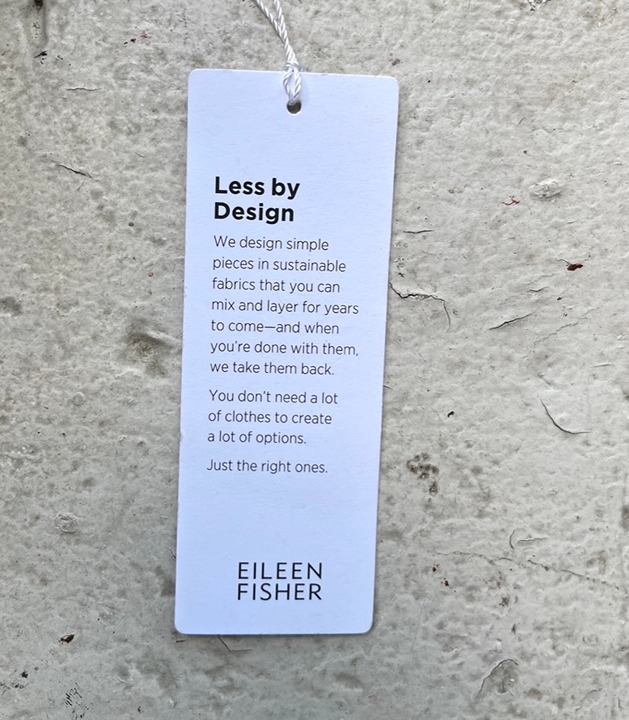 Less by
Design
We design simple
pieces in sustainable
fabrics that you can
mix and layer for years
to come—and when
you're done with them,
we take them back.
You don't need a lot
of clothes to create
a lot of options.
Just the right ones.
EILEEN
FISHER